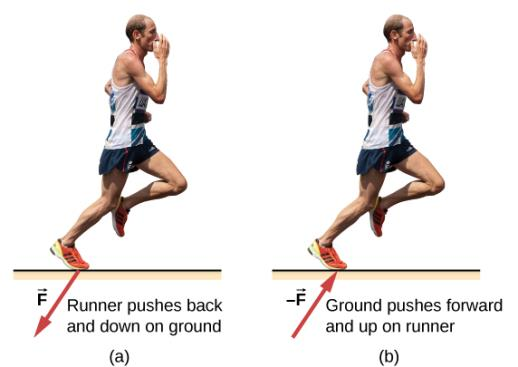 F
Runner pushes back
and down on ground
(a)
–F
Ground pushes forward
and up on runner
(b)